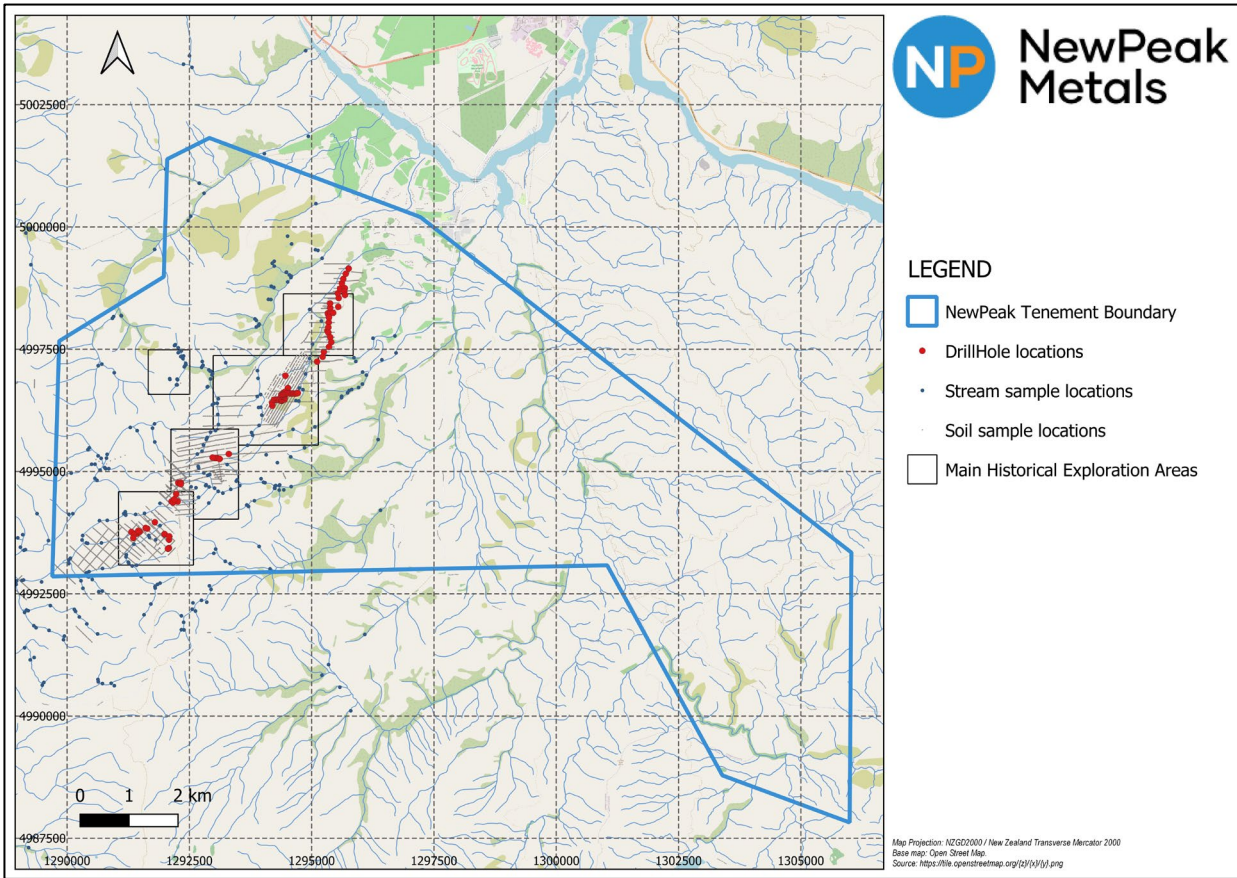 NP NewPeak
Metals
5002500
5000000
4997500
4995000
4992500
4990000
4987500
0 1 2 km
1290000 1292500 1295000 1297500 1300000 1302500 1305000
LEGEND
NewPeak Tenement Boundary
DrillHole locations
Stream sample locations
Soil sample locations
Main Historical Exploration Areas
Map Projection: NZGD2000 / New Zealand Transverse Mercator 2000
Base map: Open Street Map.
Source: https://tile.openstreetmap.org/{z}/{x}/{y}.png